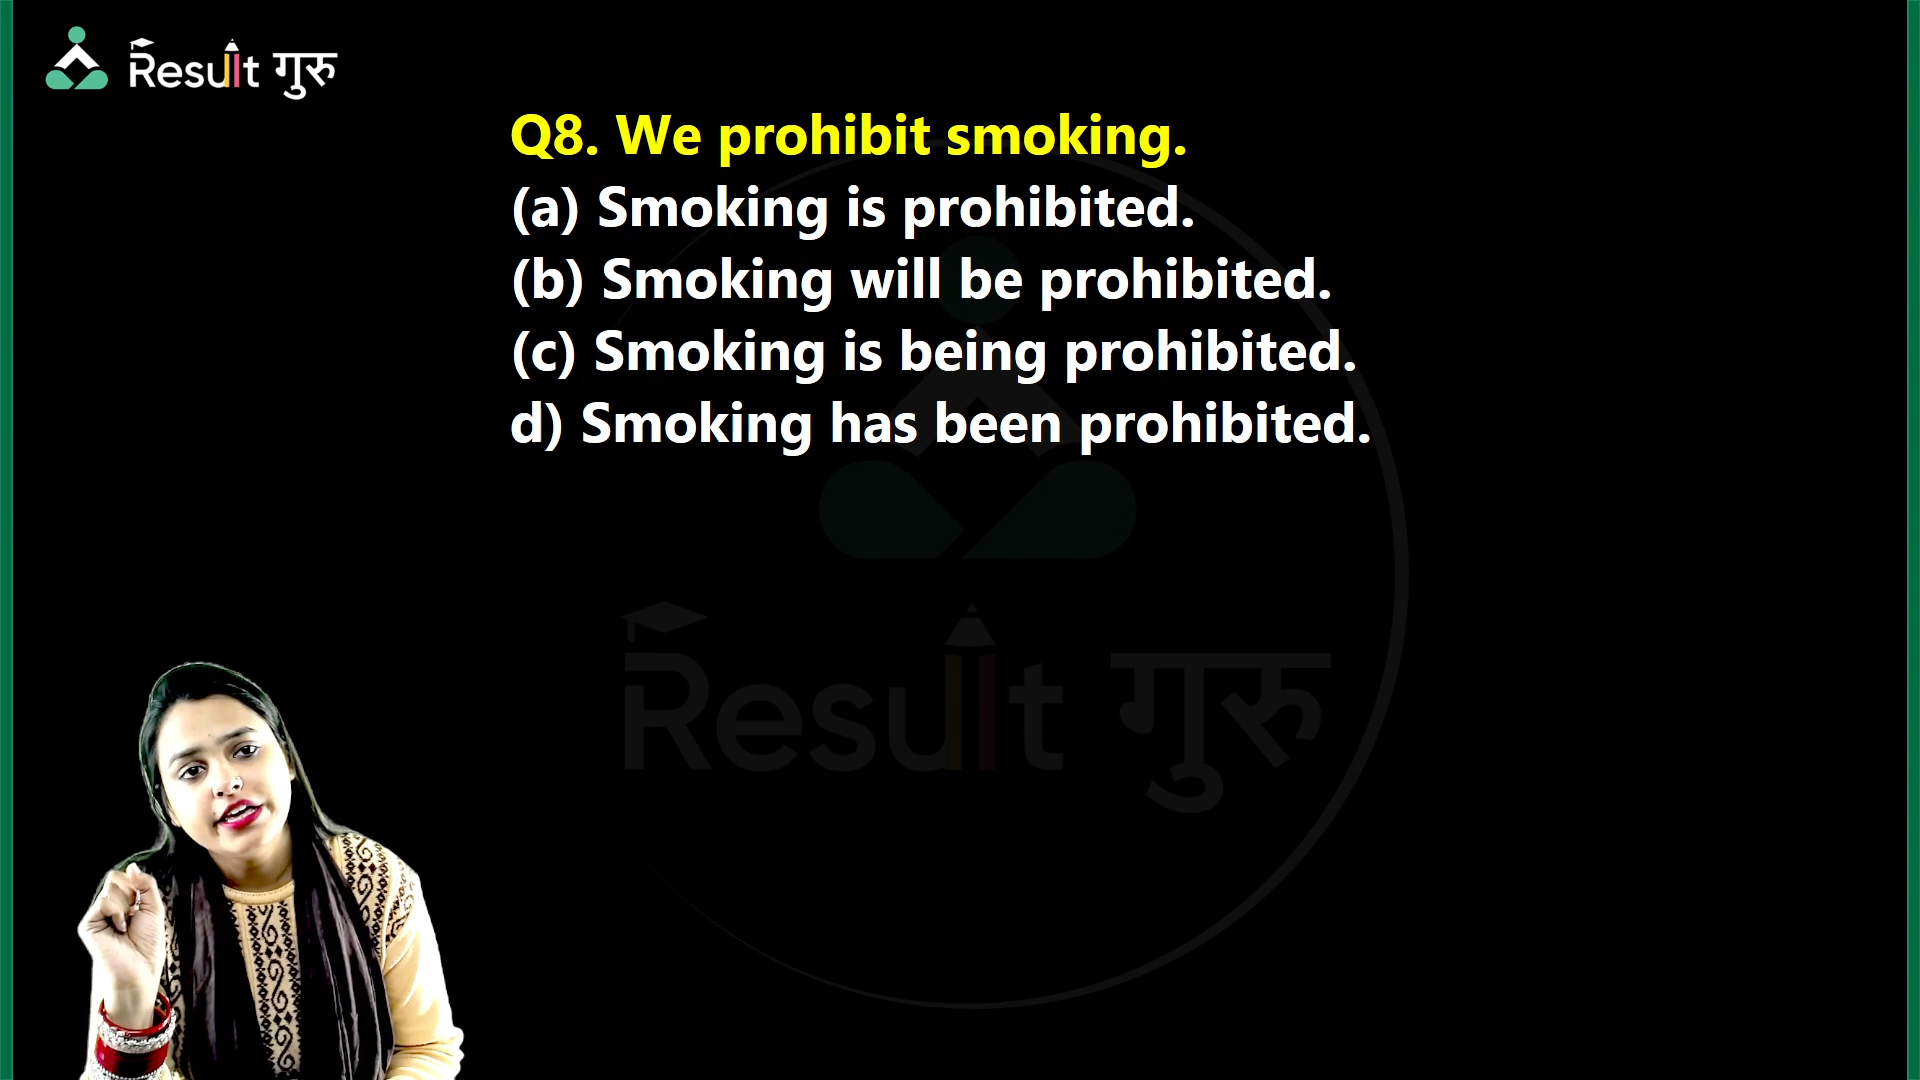 Result गुरु
Q8. We prohibit smoking.
(a) Smoking is prohibited.
(b) Smoking will be prohibited.
(c) Smoking is being prohibited.
d) Smoking has been prohibited.
Result गुरु